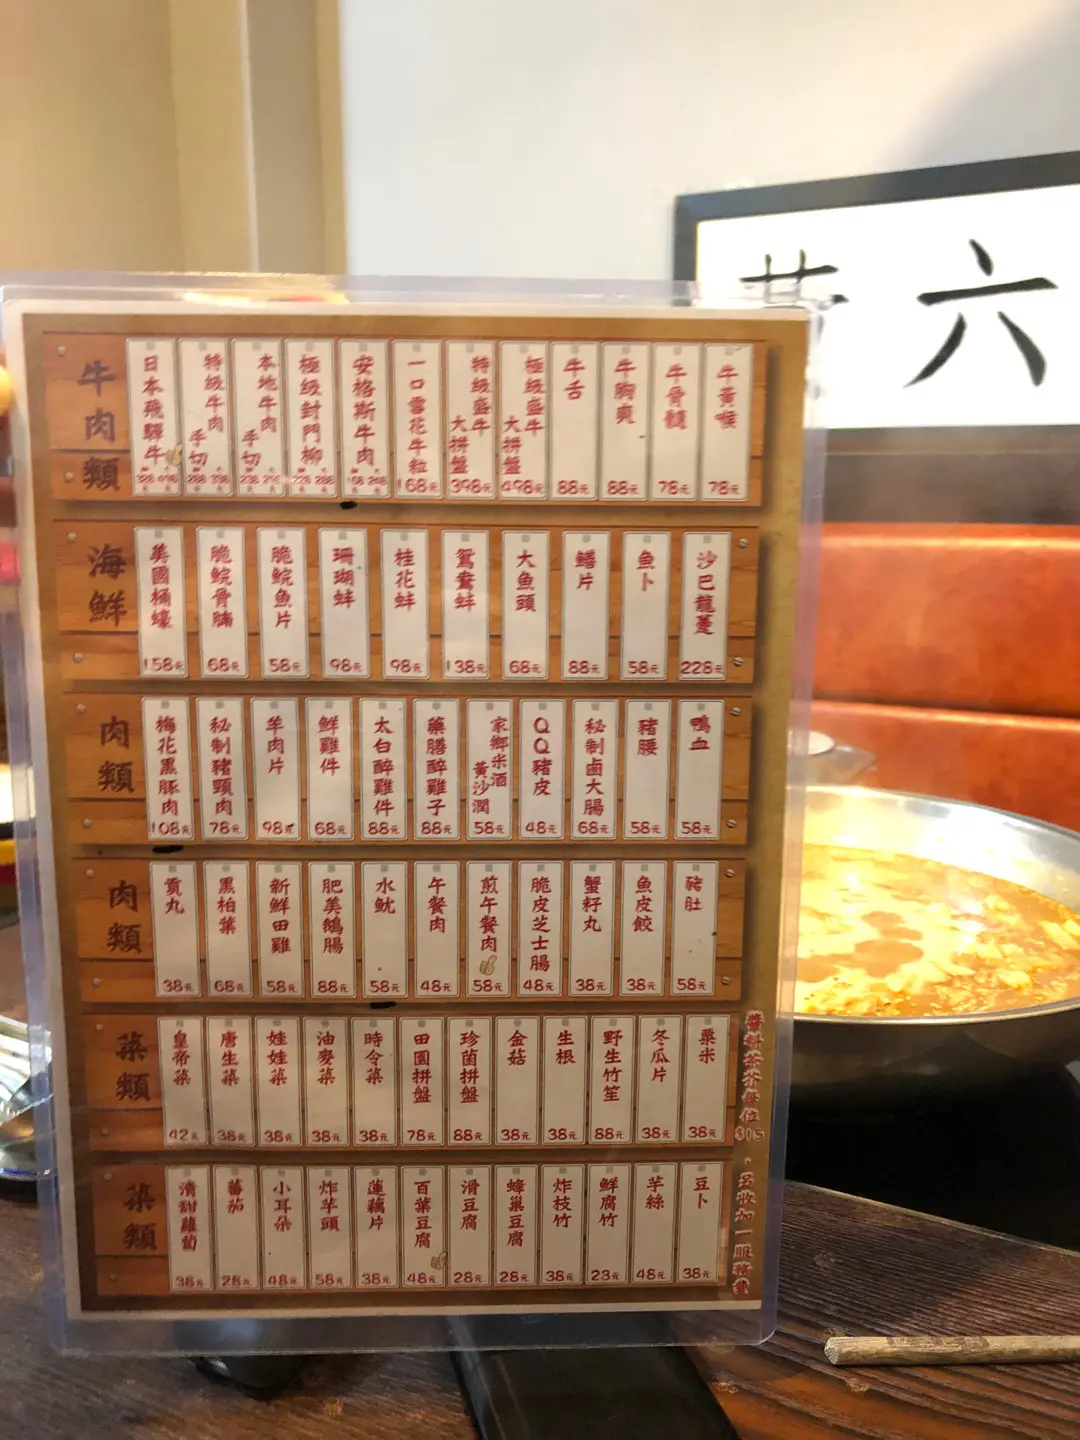 六
牛肉類
日本飛驒牛
特級牛肉 手切
本地牛肉 手切
極級封門柳
安格斯牛肉
一口雪花牛粒 168元
特級盛牛 大拼盤 398元
極級盛牛 大拼盤 498元
牛舌 88元
牛胸爽 88元
牛骨髓 78元
牛黃喉 78元
海鮮
美國桶蠔 158元
脆鯇骨腩 68元
脆鯇魚片 58元
珊瑚蚌 98元
桂花蚌 98元
鴛鴦蚌 138元
大魚頭 68元
鱔片 88元
魚卜 58元
沙巴龍躉 228元
肉類
梅花黑豚肉 108元
秘制豬頸肉 78元
羊肉片 98元
鮮雞件 68元
太白醉雞件 88元
藥膳醉雞子 88元
家鄉米酒 黃沙潤 58元
QQ豬皮 48元
秘制鹵大腸 68元
豬腰 58元
鴨血 58元
肉類
貢丸 38元
黑柏葉 68元
新鮮田雞 58元
肥美鵝腸 88元
水魷 58元
午餐肉 48元
煎午餐肉 58元
脆皮芝士腸 48元
蟹籽丸 38元
魚皮餃 38元
豬肚 58元
菜類
皇帝菜 42元
唐生菜 38元
娃娃菜 38元
油麥菜 38元
時令菜 38元
田園拼盤 78元
珍菌拼盤 88元
金菇 38元
生根 38元
野生竹笙 88元
冬瓜片 38元
粟米 38元
菜類
清甜蘿蔔 38元
蕃茄 28元
小耳朵 48元
炸芋頭 58元
蓮藕片 38元
百葉豆腐 48元
滑豆腐 28元
蜂巢豆腐 28元
炸枝竹 38元
鮮腐竹 23元
芋絲 48元
豆卜 38元
醬料茶芥每位$15，另收加一服務費